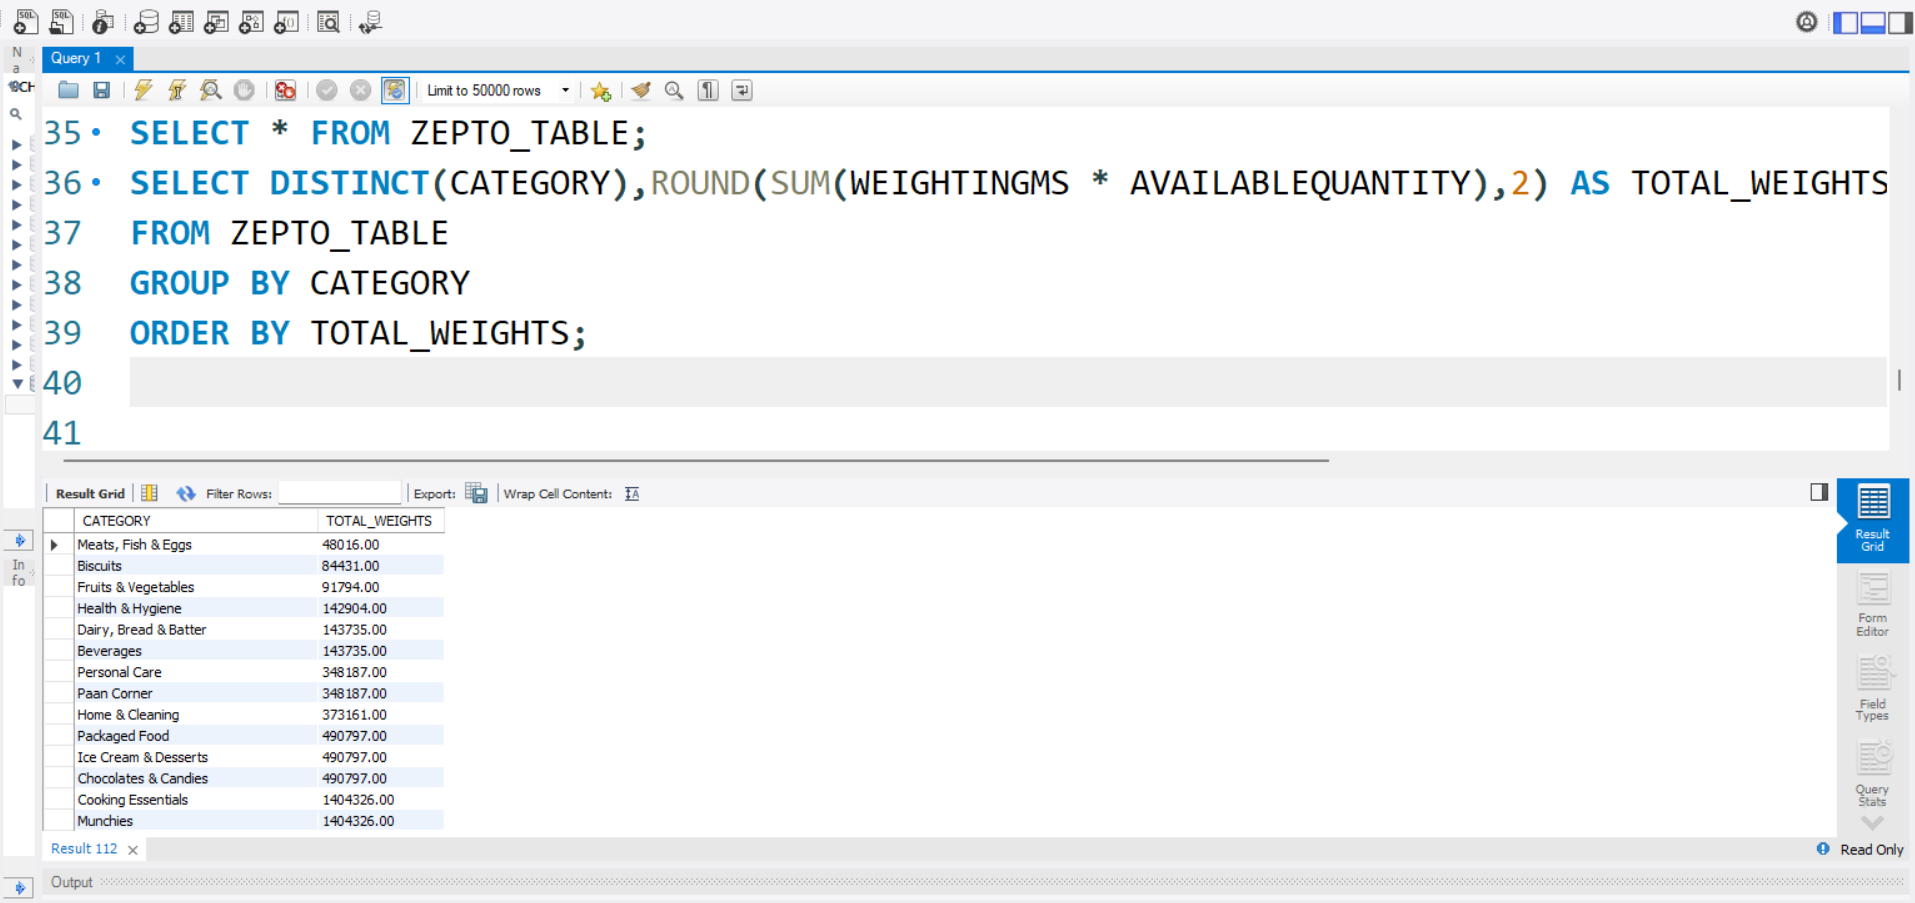 SQL SQL
Query 1
N
a
SCH
Limit to 50000 rows
35 SELECT * FROM ZEPTO_TABLE;
36 SELECT DISTINCT(CATEGORY),ROUND(SUM(WEIGHTINGMS * AVAILABLEQUANTITY),2) AS TOTAL_WEIGHTS
37 FROM ZEPTO_TABLE
38 GROUP BY CATEGORY
39 ORDER BY TOTAL_WEIGHTS;
40
41
Result Grid Filter Rows: Export: Wrap Cell Content:
CATEGORY TOTAL_WEIGHTS
Meats, Fish & Eggs 48016.00
Biscuits 84431.00
Fruits & Vegetables 91794.00
Health & Hygiene 142904.00
Dairy, Bread & Batter 143735.00
Beverages 143735.00
Personal Care 348187.00
Paan Corner 348187.00
Home & Cleaning 373161.00
Packaged Food 490797.00
Ice Cream & Desserts 490797.00
Chocolates & Candies 490797.00
Cooking Essentials 1404326.00
Munchies 1404326.00
In
fo
Result
Grid
Form
Editor
Field
Types
Query
Stats
Result 112
Read Only
Output